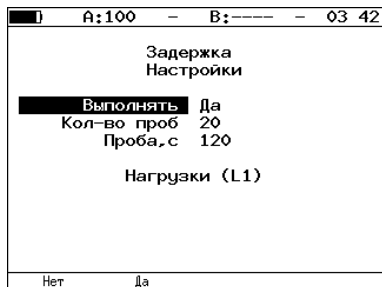 A:100 – B:---- – 03 42
Задержка
Настройки
Выполнять Да
Кол-во проб 20
Проба,с 120
Нагрузки (L1)
Нет Да